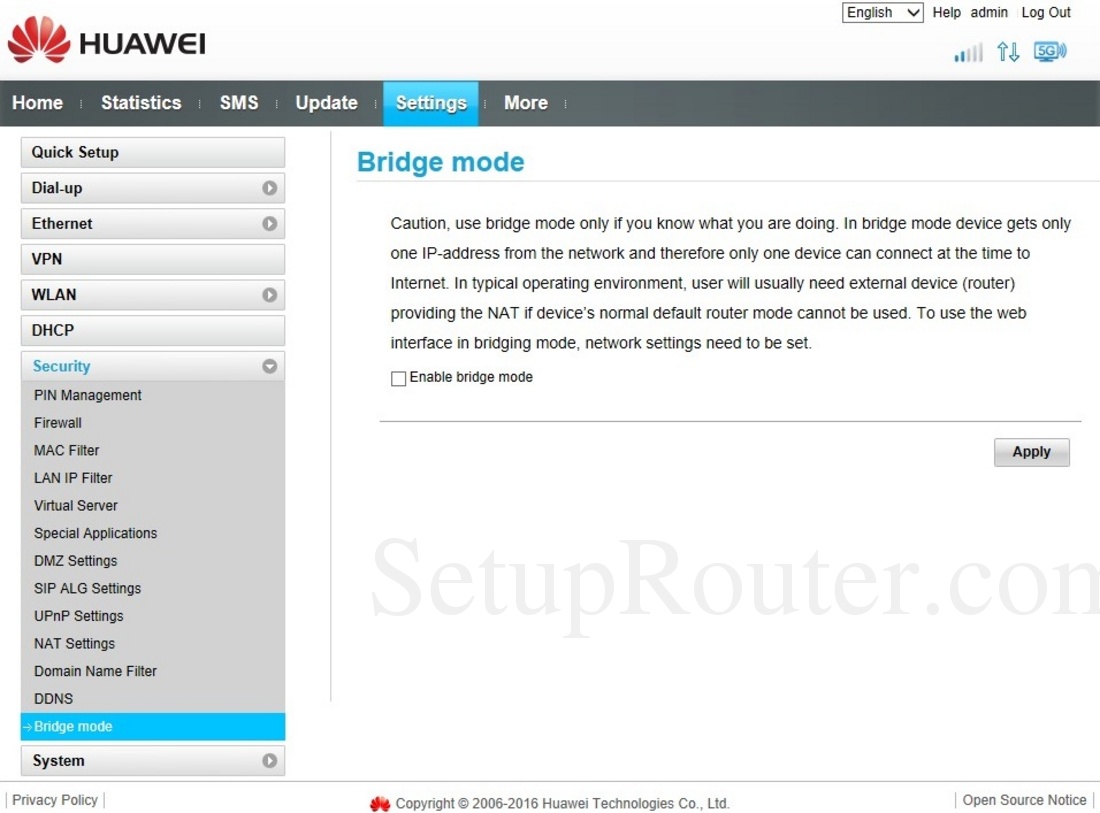 English Help admin Log Out
HUAWEI
5G
Home Statistics SMS Update Settings More
Quick Setup
Dial-up
Ethernet
VPN
WLAN
DHCP
Security
PIN Management
Firewall
MAC Filter
LAN IP Filter
Virtual Server
Special Applications
DMZ Settings
SIP ALG Settings
UPnP Settings
NAT Settings
Domain Name Filter
DDNS
Bridge mode
System
Bridge mode
Caution, use bridge mode only if you know what you are doing. In bridge mode device gets only
one IP-address from the network and therefore only one device can connect at the time to
Internet. In typical operating environment, user will usually need external device (router)
providing the NAT if device’s normal default router mode cannot be used. To use the web
interface in bridging mode, network settings need to be set.
Enable bridge mode
Apply
SetupRouter.com
Privacy Policy
Copyright © 2006-2016 Huawei Technologies Co., Ltd.
Open Source Notice